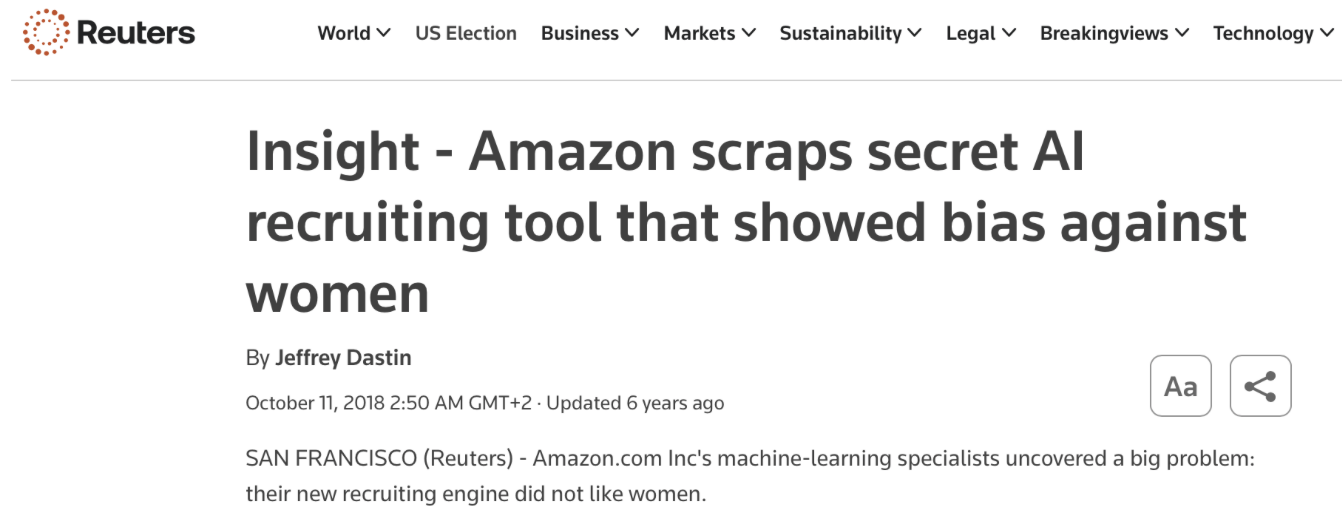 Reuters World US Election Business Markets Sustainability Legal Breakingviews Technology
Insight - Amazon scraps secret AI
recruiting tool that showed bias against
women
By Jeffrey Dastin
Aa
October 11, 2018 2:50 AM GMT+2 · Updated 6 years ago
SAN FRANCISCO (Reuters) - Amazon.com Inc's machine-learning specialists uncovered a big problem:
their new recruiting engine did not like women.